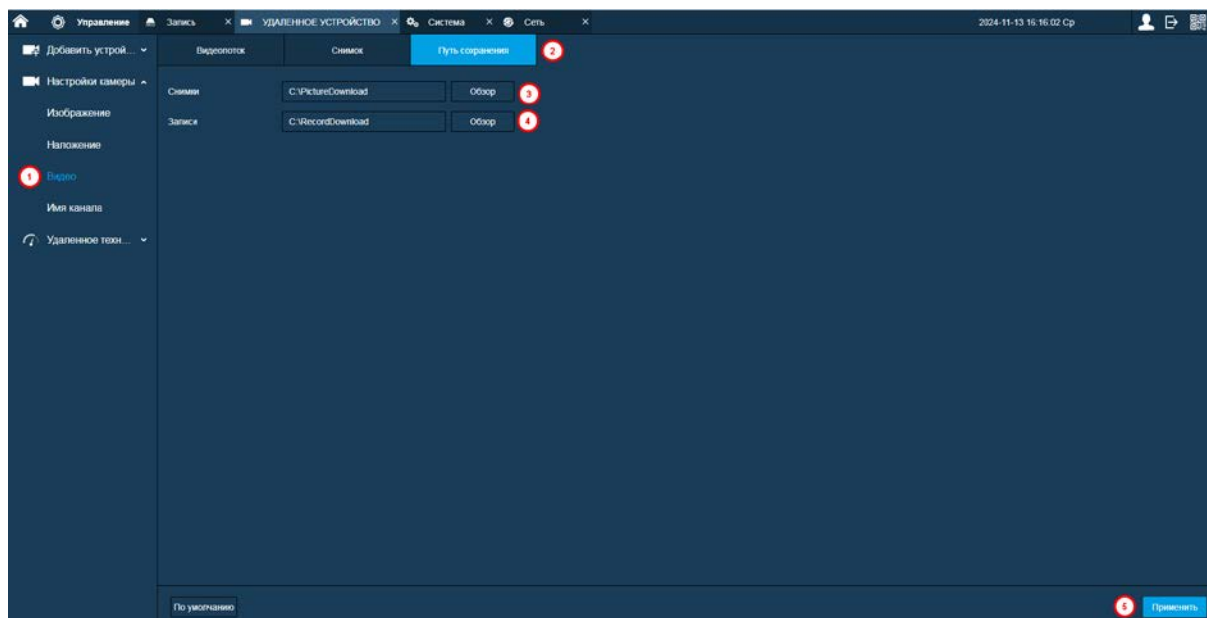 Управление Запись УДАЛЕННОЕ УСТРОЙСТВО Система Сеть 2024-11-13 16:16:02 Ср
Добавить устрой... Видеопоток Снимок Путь сохранения 2
Настройки камеры
Снимки C:\PictureDownload Обзор 3
Изображение
Записи C:\RecordDownload Обзор 4
Наложение
1 Видео
Имя канала
Удаленное техн...
По умолчанию 5 Применить